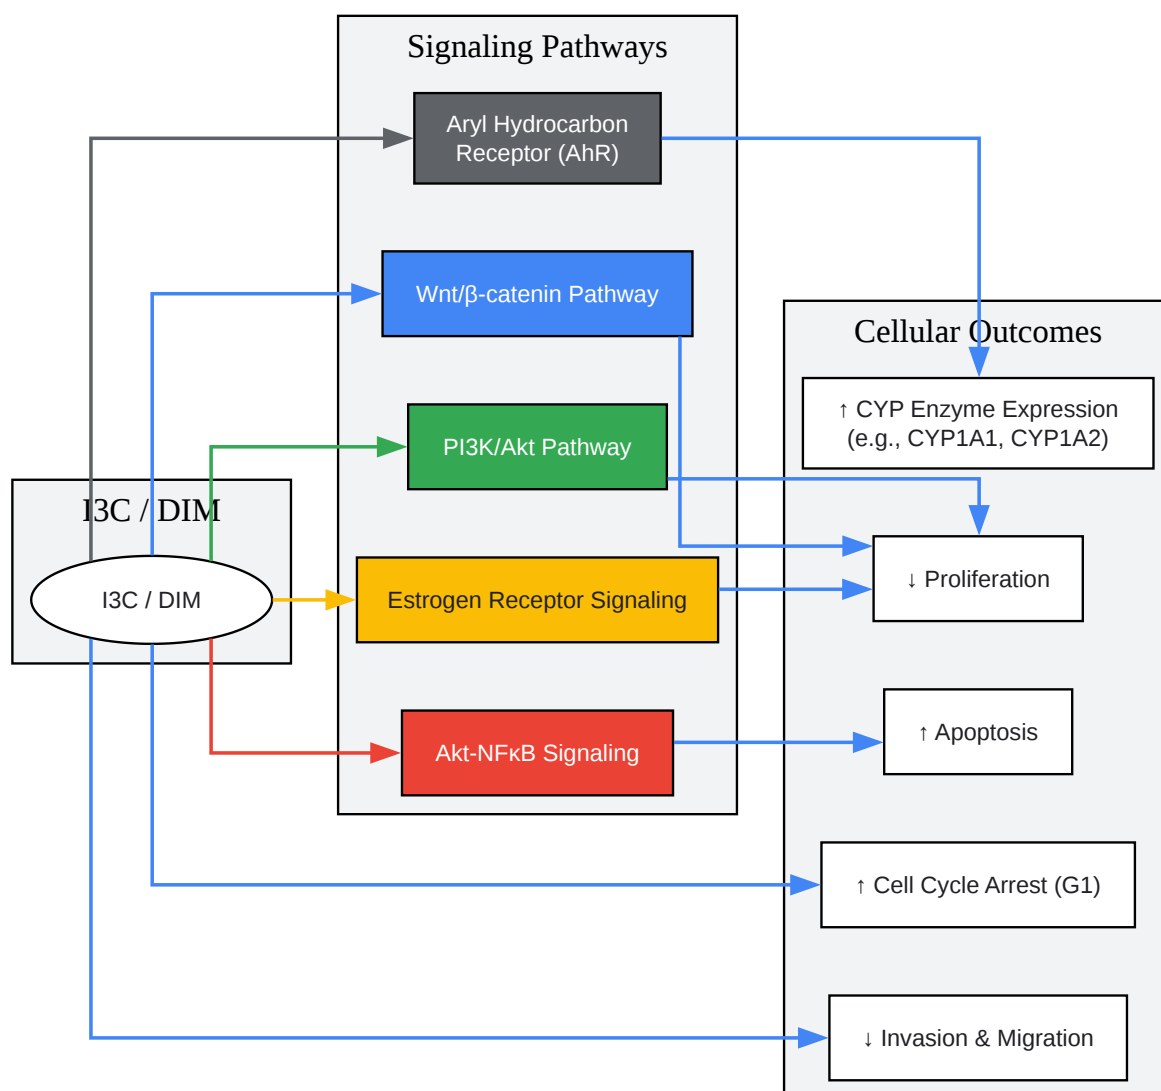 Signaling Pathways
Aryl Hydrocarbon
Receptor (AhR)
Wnt/β-catenin Pathway
Cellular Outcomes
↑ CYP Enzyme Expression
(e.g., CYP1A1, CYP1A2)
PI3K/Akt Pathway
I3C / DIM
I3C / DIM
Estrogen Receptor Signaling
↓ Proliferation
Akt-NFκB Signaling
↑ Apoptosis
↑ Cell Cycle Arrest (G1)
↓ Invasion & Migration